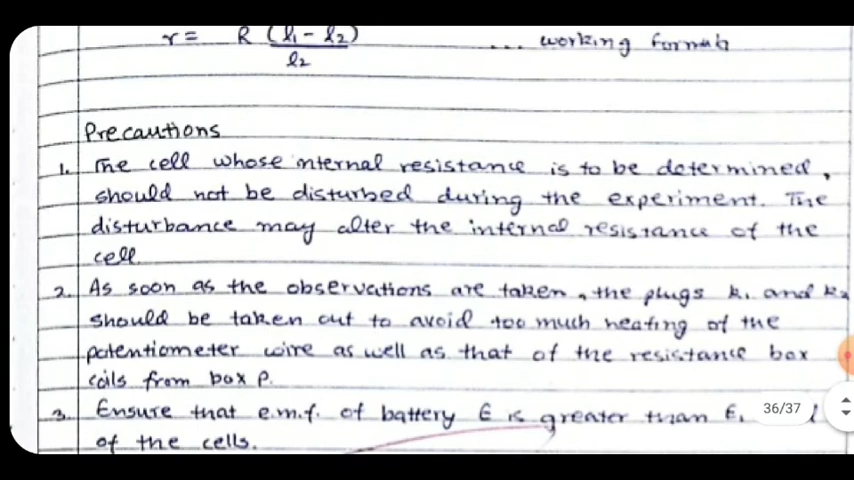 r = R (l₁ - l₂)
l₂
... working formula
Precautions
1. The cell whose internal resistance is to be determined,
should not be disturbed during the experiment. The
disturbance may alter the internal resistance of the
cell.
2. As soon as the observations are taken, the plugs k₁ and k₂
should be taken out to avoid too much heating of the
potentiometer wire as well as that of the resistance box
coils from box P.
3. Ensure that e.m.f. of battery E is greater than E₁
of the cells.
36/37